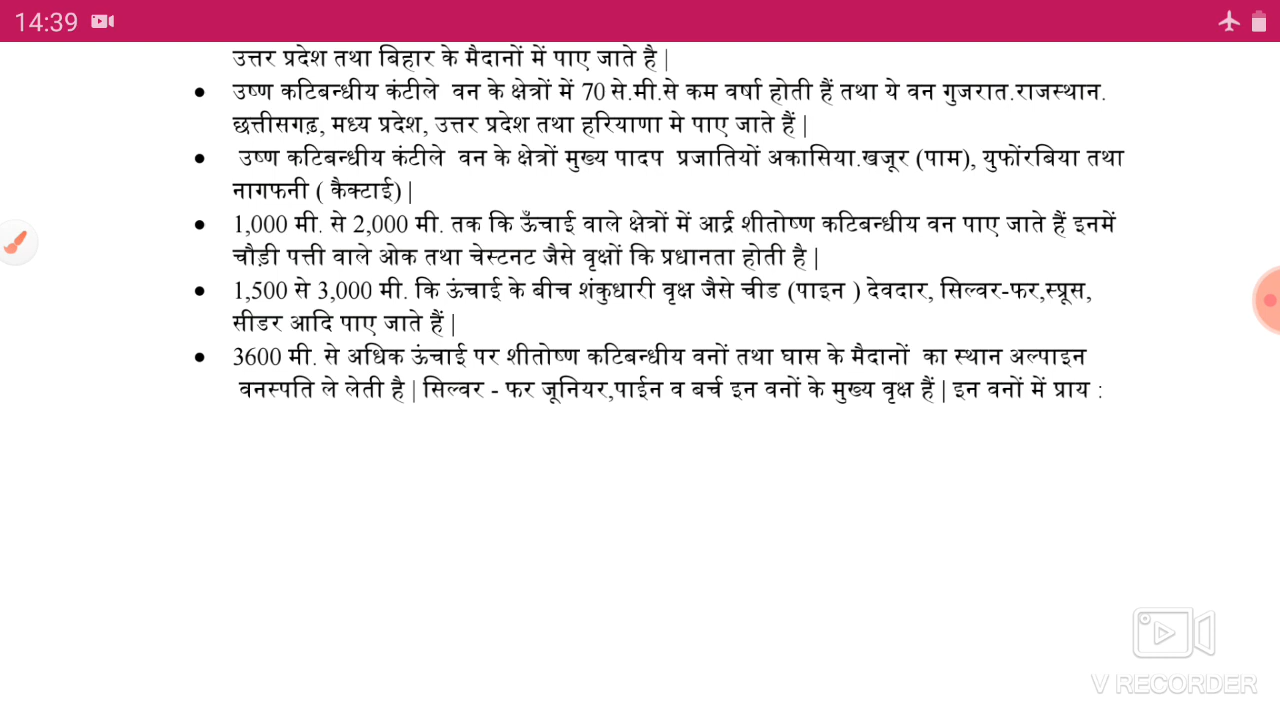 14:39
उत्तर प्रदेश तथा बिहार के मैदानों में पाए जाते है |
• उष्ण कटिबन्धीय कंटीले वन के क्षेत्रों में 70 से.मी.से कम वर्षा होती हैं तथा ये वन गुजरात.राजस्थान.
छत्तीसगढ़, मध्य प्रदेश, उत्तर प्रदेश तथा हरियाणा मे पाए जाते हैं |
• उष्ण कटिबन्धीय कंटीले वन के क्षेत्रों मुख्य पादप प्रजातियों अकासिया.खजूर (पाम), युफोंरबिया तथा
नागफनी ( कैक्टाई) |
• 1,000 मी. से 2,000 मी. तक कि ऊँचाई वाले क्षेत्रों में आर्द्र शीतोष्ण कटिबन्धीय वन पाए जाते हैं इनमें
चौड़ी पत्ती वाले ओक तथा चेस्टनट जैसे वृक्षों कि प्रधानता होती है |
• 1,500 से 3,000 मी. कि ऊंचाई के बीच शंकुधारी वृक्ष जैसे चीड (पाइन ) देवदार, सिल्वर-फर,स्प्रूस,
सीडर आदि पाए जाते हैं |
• 3600 मी. से अधिक ऊंचाई पर शीतोष्ण कटिबन्धीय वनों तथा घास के मैदानों का स्थान अल्पाइन
वनस्पति ले लेती है | सिल्वर - फर जूनियर,पाईन व बर्च इन वनों के मुख्य वृक्ष हैं | इन वनों में प्राय :
V RECORDER